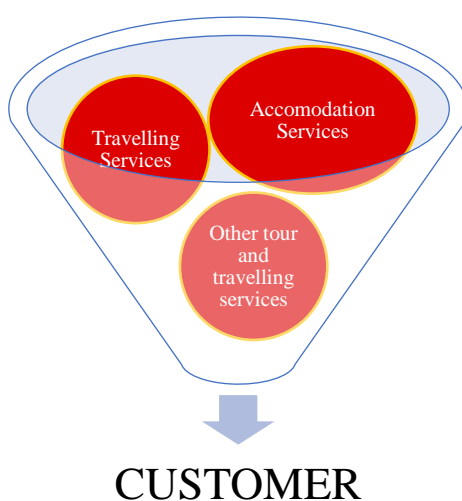 Accomodation
Services
Travelling
Services
Other tour
and
travelling
services
CUSTOMER